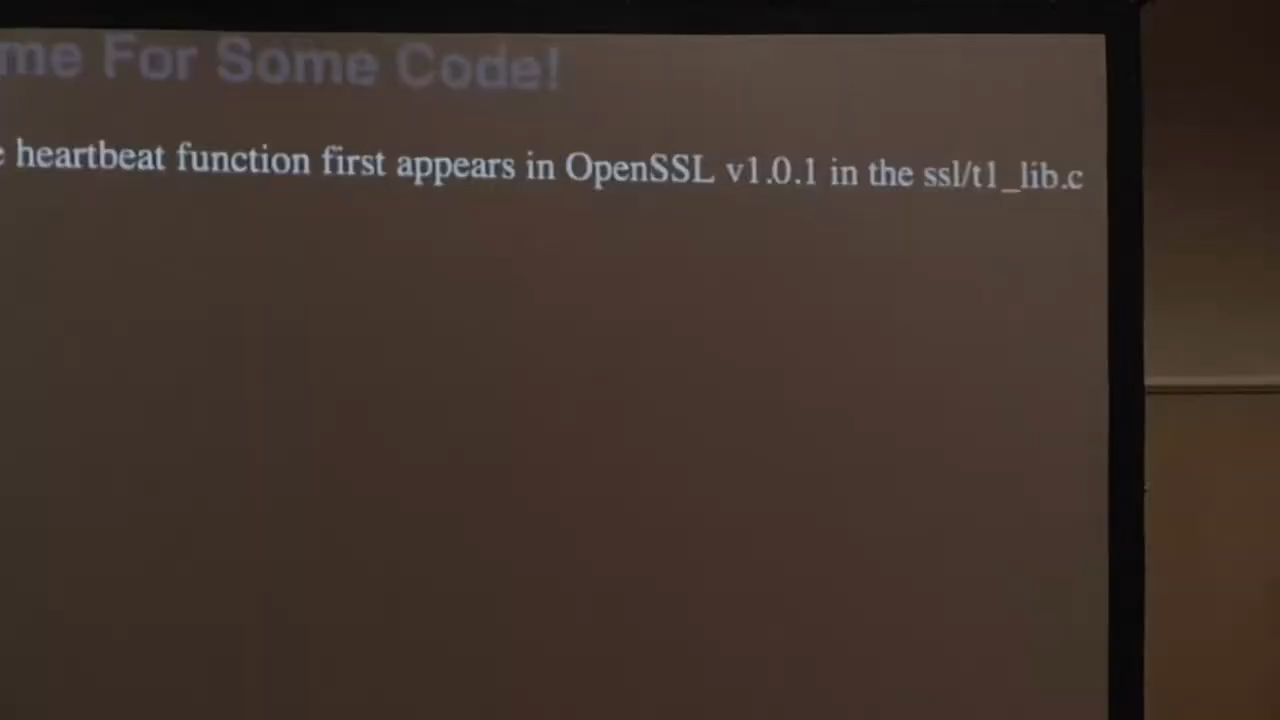 me For Some Code!
heartbeat function first appears in OpenSSL v1.0.1 in the ssl/t1_lib.c